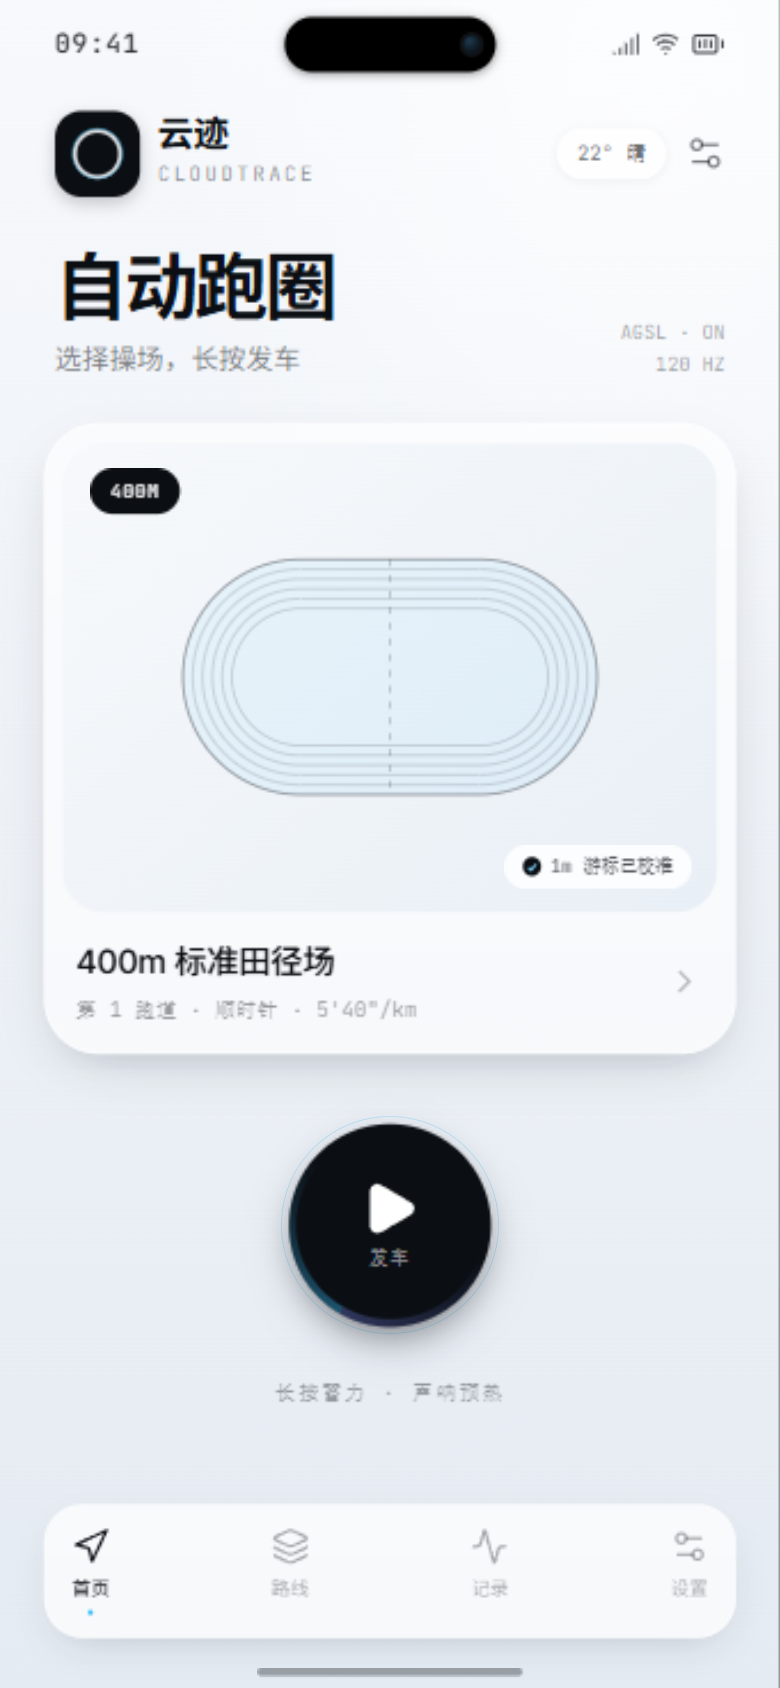 09:41
云迹
CLOUDTRACE
22° 晴
自动跑圈
选择操场，长按发车
AGSL · ON
120 HZ
400M
1m 游标已校准
400m 标准田径场
第 1 跑道 · 顺时针 · 5'40"/km
发车
长按蓄力 · 声呐预热
首页
路线
记录
设置